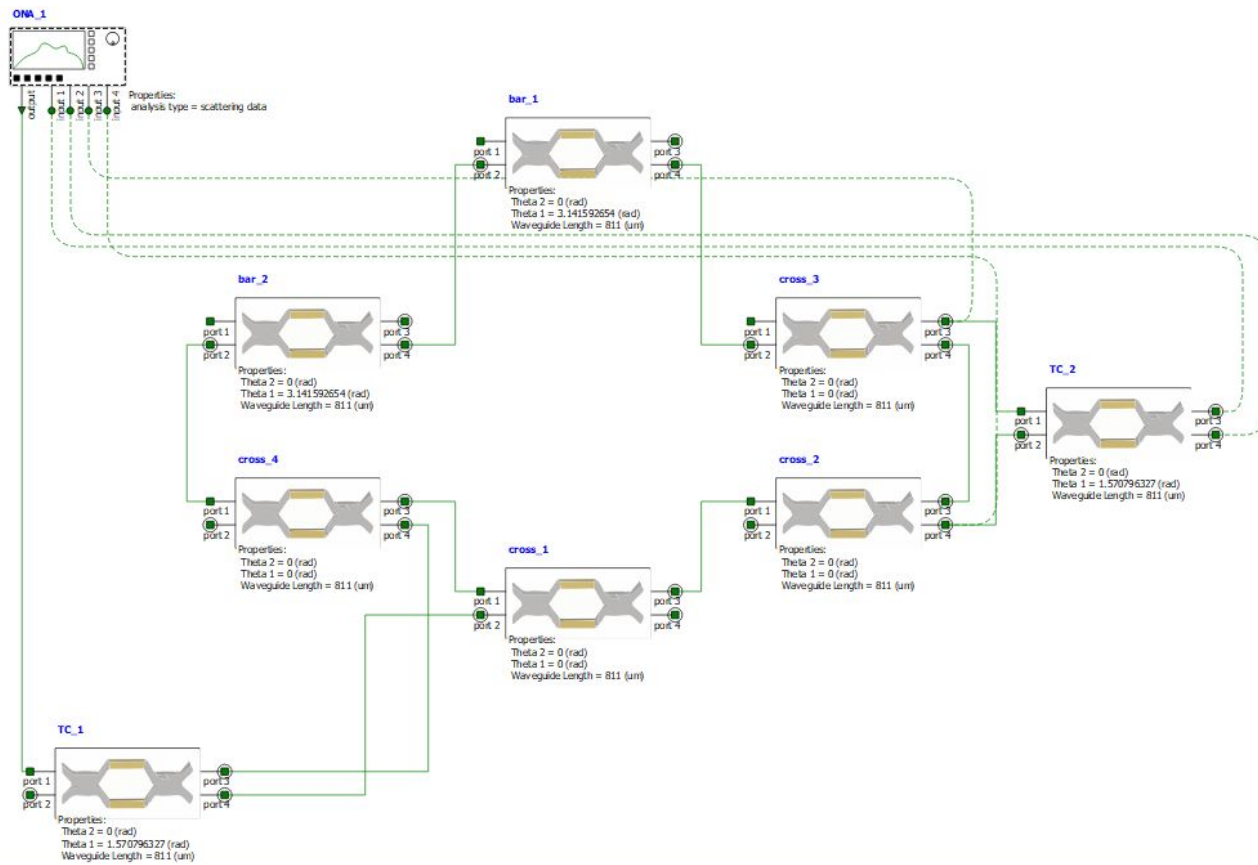 ONA_1
output
input 1
input 2
input 3
input 4
Properties:
analysis type = scattering data
bar_1
port 1
port 2
port 3
port 4
Properties:
Theta 2 = 0 (rad)
Theta 1 = 3.141592654 (rad)
Waveguide Length = 811 (um)
bar_2
port 1
port 2
port 3
port 4
Properties:
Theta 2 = 0 (rad)
Theta 1 = 3.141592654 (rad)
Waveguide Length = 811 (um)
cross_3
port 1
port 2
port 3
port 4
Properties:
Theta 2 = 0 (rad)
Theta 1 = 0 (rad)
Waveguide Length = 811 (um)
TC_2
port 1
port 2
port 3
port 4
Properties:
Theta 2 = 0 (rad)
Theta 1 = 1.570796327 (rad)
Waveguide Length = 811 (um)
cross_4
port 1
port 2
port 3
port 4
Properties:
Theta 2 = 0 (rad)
Theta 1 = 0 (rad)
Waveguide Length = 811 (um)
cross_2
port 1
port 2
port 3
port 4
Properties:
Theta 2 = 0 (rad)
Theta 1 = 0 (rad)
Waveguide Length = 811 (um)
cross_1
port 1
port 2
port 3
port 4
Properties:
Theta 2 = 0 (rad)
Theta 1 = 0 (rad)
Waveguide Length = 811 (um)
TC_1
port 1
port 2
port 3
port 4
Properties:
Theta 2 = 0 (rad)
Theta 1 = 1.570796327 (rad)
Waveguide Length = 811 (um)